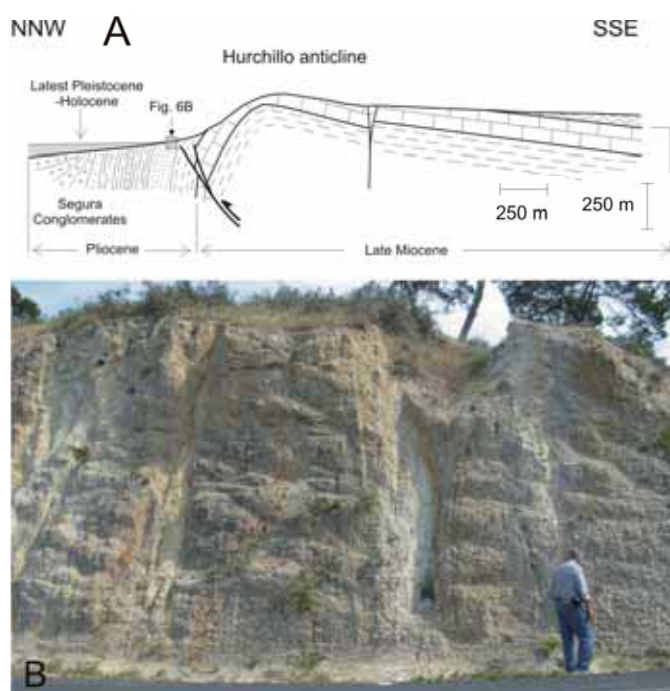 NNW A SSE
Hurchillo anticline
Latest Pleistocene
-Holocene
Fig. 6B
Segura
Conglomerates
250 m
250 m
Pliocene
Late Miocene
B